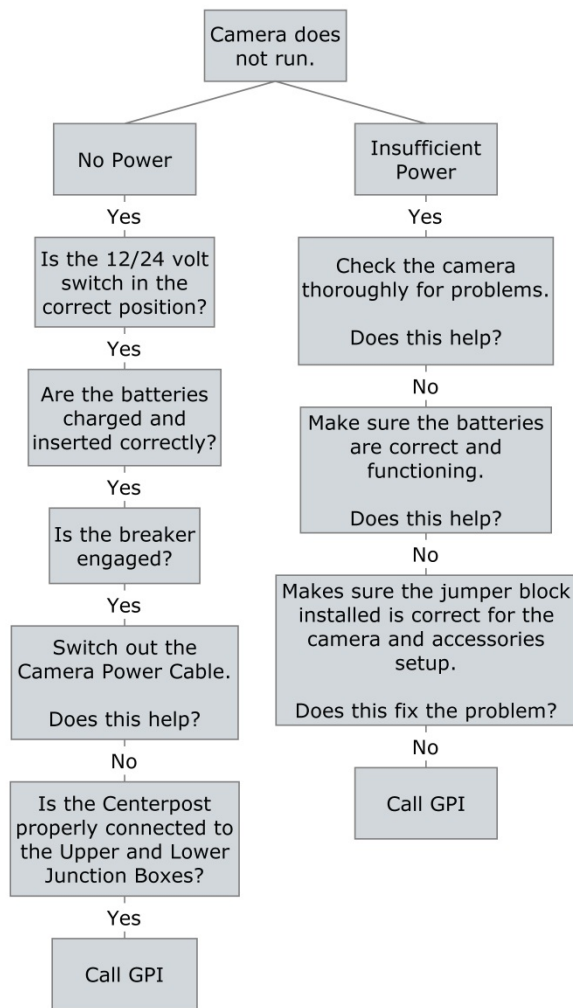 Camera does
not run.
No Power
Yes
Is the 12/24 volt
switch in the
correct position?
Yes
Are the batteries
charged and
inserted correctly?
Yes
Is the breaker
engaged?
Yes
Switch out the
Camera Power Cable.
Does this help?
No
Is the Centerpost
properly connected to
the Upper and Lower
Junction Boxes?
Yes
Call GPI
Insufficient
Power
Yes
Check the camera
thoroughly for problems.
Does this help?
No
Make sure the batteries
are correct and
functioning.
Does this help?
No
Makes sure the jumper block
installed is correct for the
camera and accessories
setup.
Does this fix the problem?
No
Call GPI